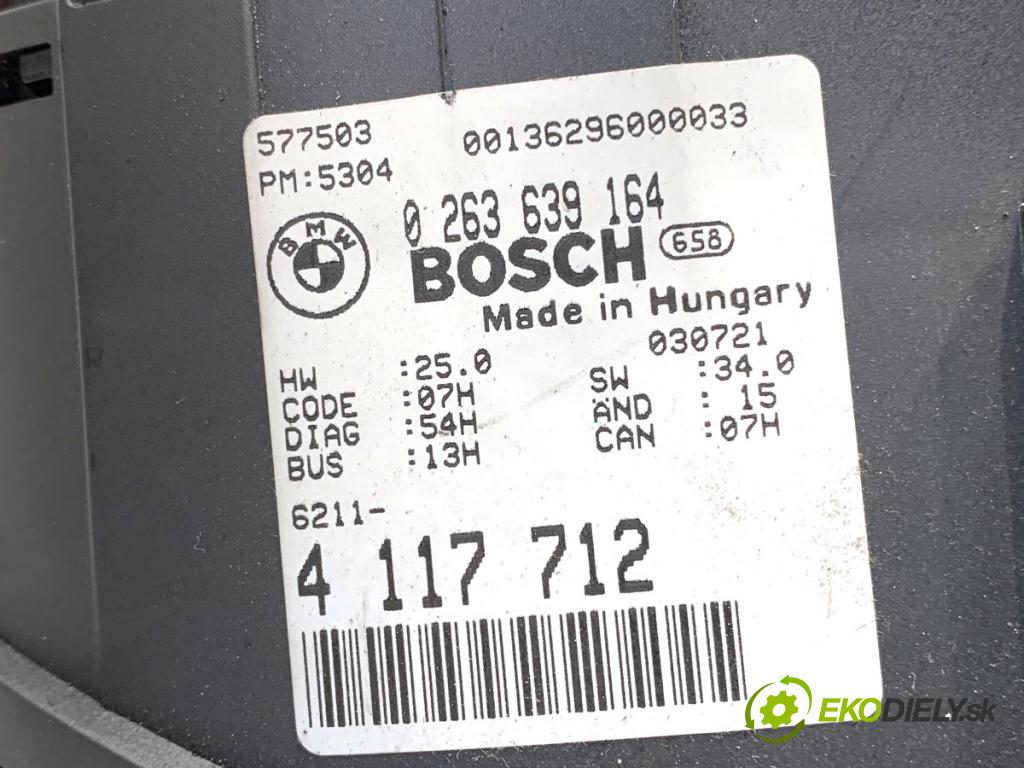 577503 00136296000033
PM:5304
BMW
0 263 639 164
BOSCH 658
Made in Hungary
030721
HW :25.0 SW :34.0
CODE :07H ÄND : 15
DIAG :54H CAN :07H
BUS :13H
6211-
4 117 712
EKODIELY.sk